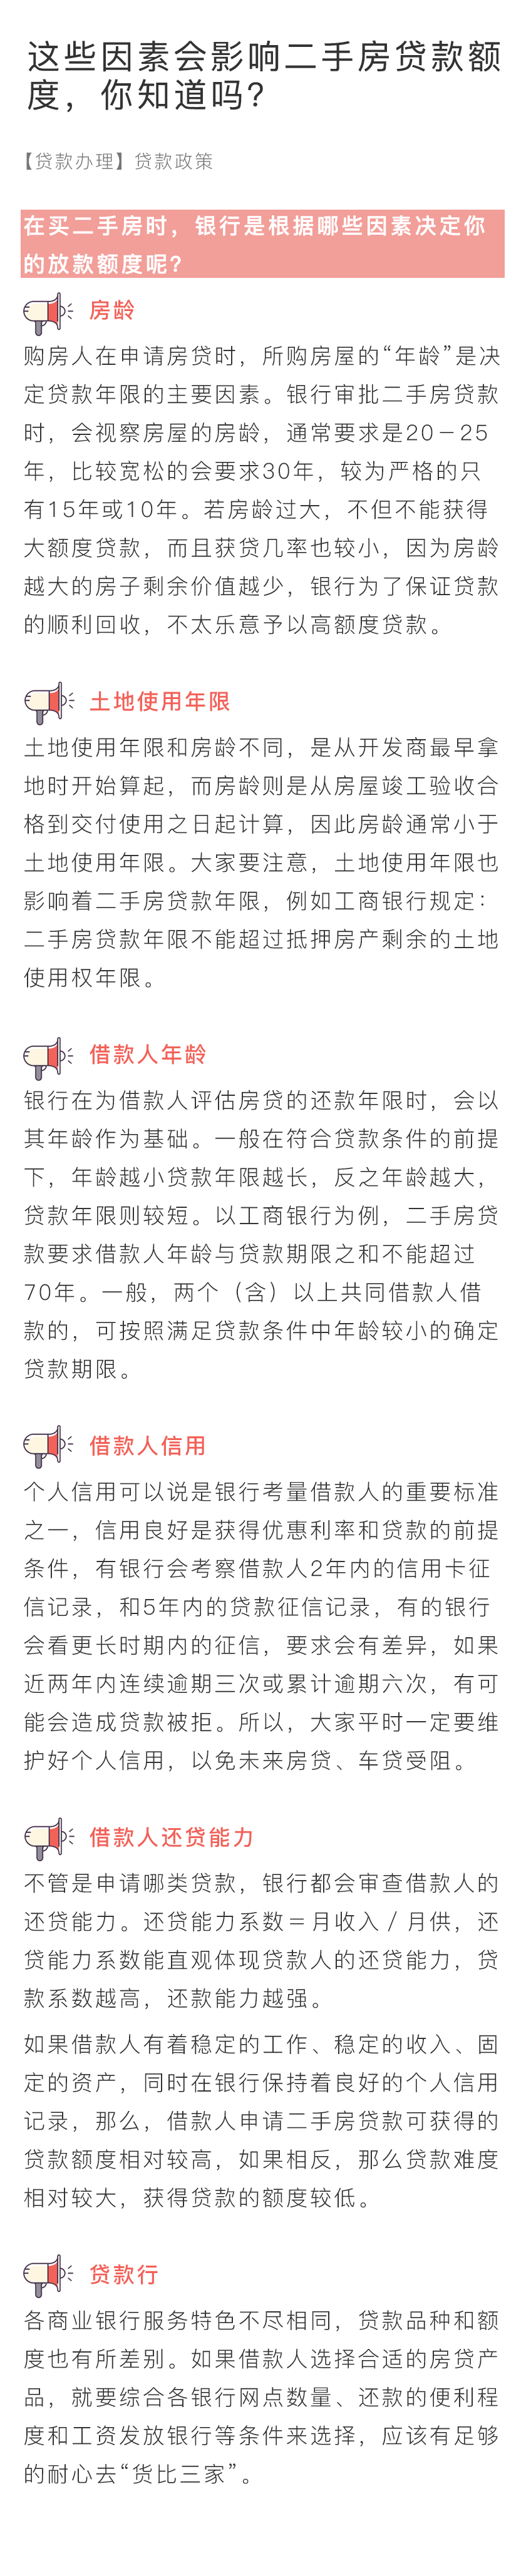 这些因素会影响二手房贷款额
度，你知道吗？
【贷款办理】贷款政策
在买二手房时，银行是根据哪些因素决定你
的放款额度呢？
房龄
购房人在申请房贷时，所购房屋的“年龄”是决
定贷款年限的主要因素。银行审批二手房贷款
时，会视察房屋的房龄，通常要求是20－25
年，比较宽松的会要求30年，较为严格的只
有15年或10年。若房龄过大，不但不能获得
大额度贷款，而且获贷几率也较小，因为房龄
越大的房子剩余价值越少，银行为了保证贷款
的顺利回收，不太乐意予以高额度贷款。
土地使用年限
土地使用年限和房龄不同，是从开发商最早拿
地时开始算起，而房龄则是从房屋竣工验收合
格到交付使用之日起计算，因此房龄通常小于
土地使用年限。大家要注意，土地使用年限也
影响着二手房贷款年限，例如工商银行规定：
二手房贷款年限不能超过抵押房产剩余的土地
使用权年限。
借款人年龄
银行在为借款人评估房贷的还款年限时，会以
其年龄作为基础。一般在符合贷款条件的前提
下，年龄越小贷款年限越长，反之年龄越大，
贷款年限则较短。以工商银行为例，二手房贷
款要求借款人年龄与贷款期限之和不能超过
70年。一般，两个（含）以上共同借款人借
款的，可按照满足贷款条件中年龄较小的确定
贷款期限。
借款人信用
个人信用可以说是银行考量借款人的重要标准
之一，信用良好是获得优惠利率和贷款的前提
条件，有银行会考察借款人2年内的信用卡征
信记录，和5年内的贷款征信记录，有的银行
会看更长时期内的征信，要求会有差异，如果
近两年内连续逾期三次或累计逾期六次，有可
能会造成贷款被拒。所以，大家平时一定要维
护好个人信用，以免未来房贷、车贷受阻。
借款人还贷能力
不管是申请哪类贷款，银行都会审查借款人的
还贷能力。还贷能力系数＝月收入／月供，还
贷能力系数能直观体现贷款人的还贷能力，贷
款系数越高，还款能力越强。
如果借款人有着稳定的工作、稳定的收入、固
定的资产，同时在银行保持着良好的个人信用
记录，那么，借款人申请二手房贷款可获得的
贷款额度相对较高，如果相反，那么贷款难度
相对较大，获得贷款的额度较低。
贷款行
各商业银行服务特色不尽相同，贷款品种和额
度也有所差别。如果借款人选择合适的房贷产
品，就要综合各银行网点数量、还款的便利程
度和工资发放银行等条件来选择，应该有足够
的耐心去“货比三家”。